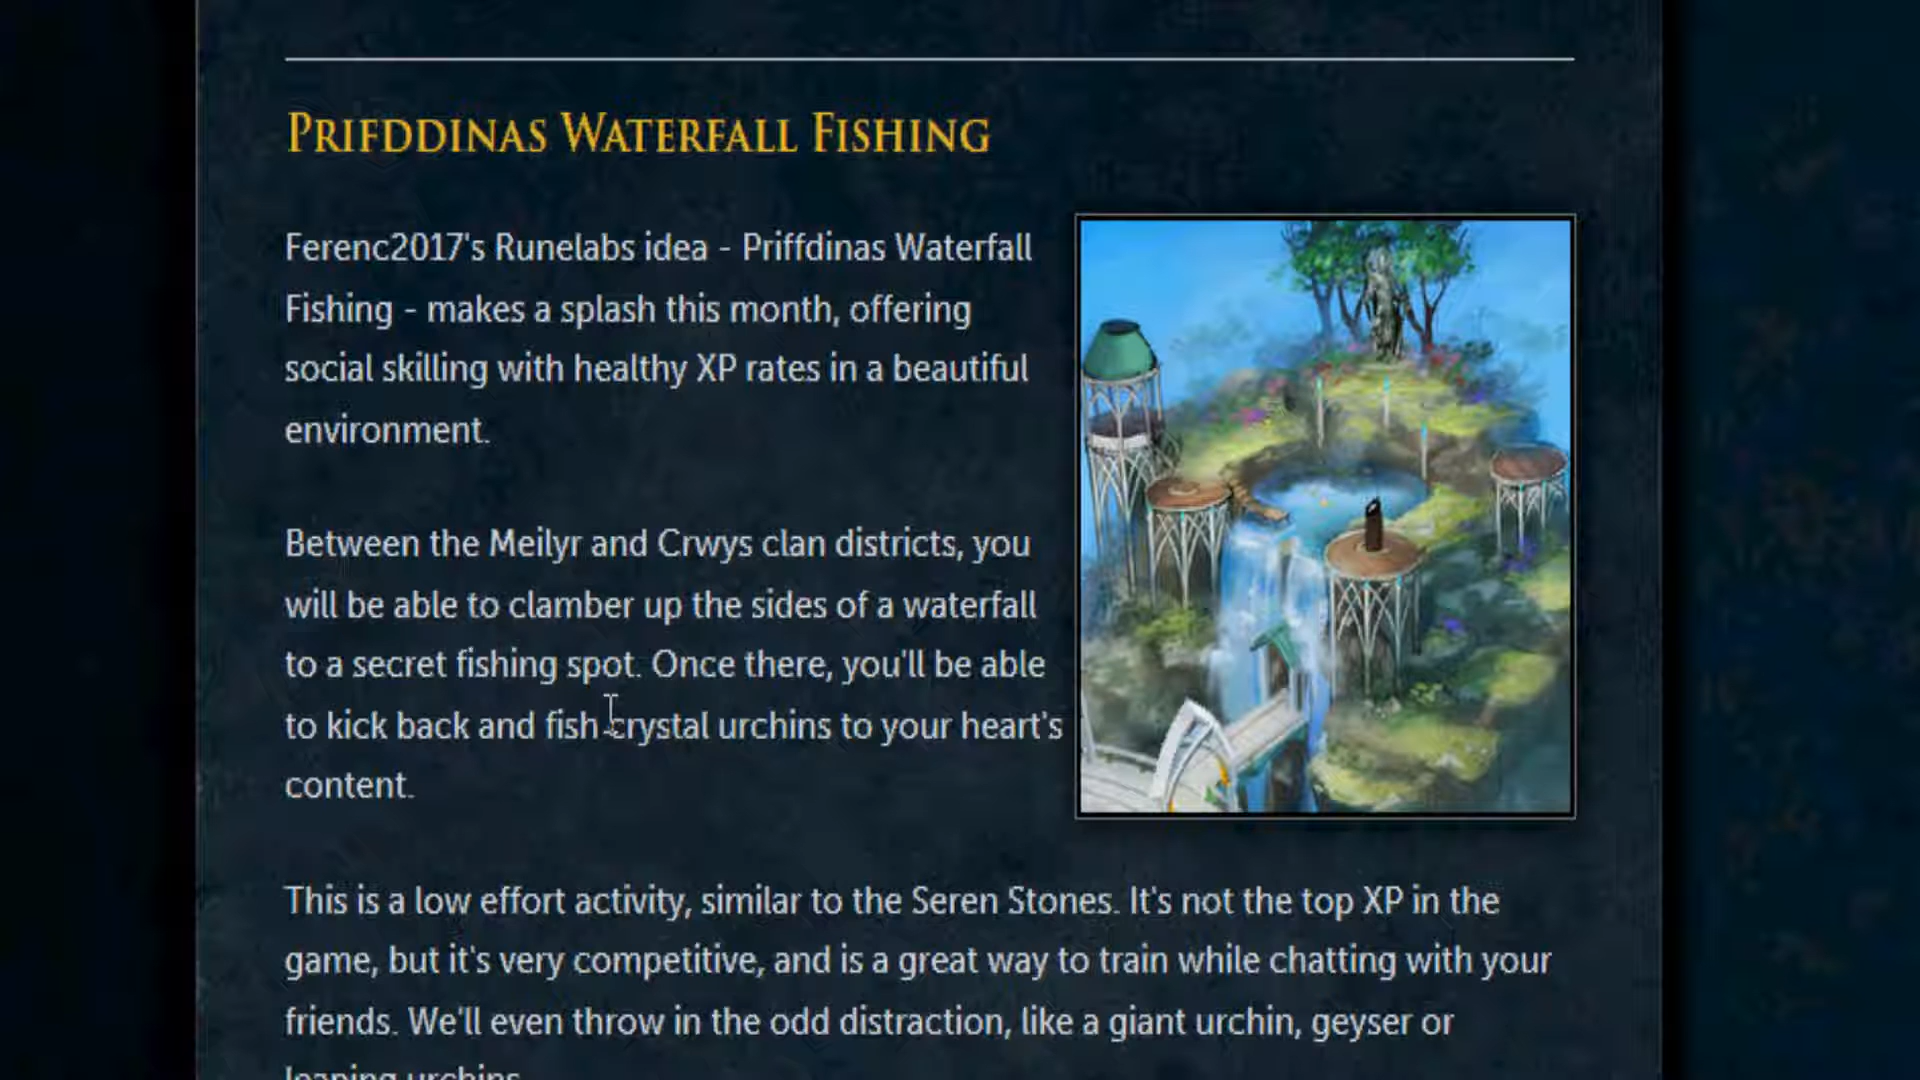 PRIFDDINAS WATERFALL FISHING
Ferenc2017's Runelabs idea - Priffdinas Waterfall
Fishing - makes a splash this month, offering
social skilling with healthy XP rates in a beautiful
environment.
Between the Meilyr and Crwys clan districts, you
will be able to clamber up the sides of a waterfall
to a secret fishing spot. Once there, you'll be able
to kick back and fish crystal urchins to your heart's
content.
This is a low effort activity, similar to the Seren Stones. It's not the top XP in the
game, but it's very competitive, and is a great way to train while chatting with your
friends. We'll even throw in the odd distraction, like a giant urchin, geyser or
leaping urchins.